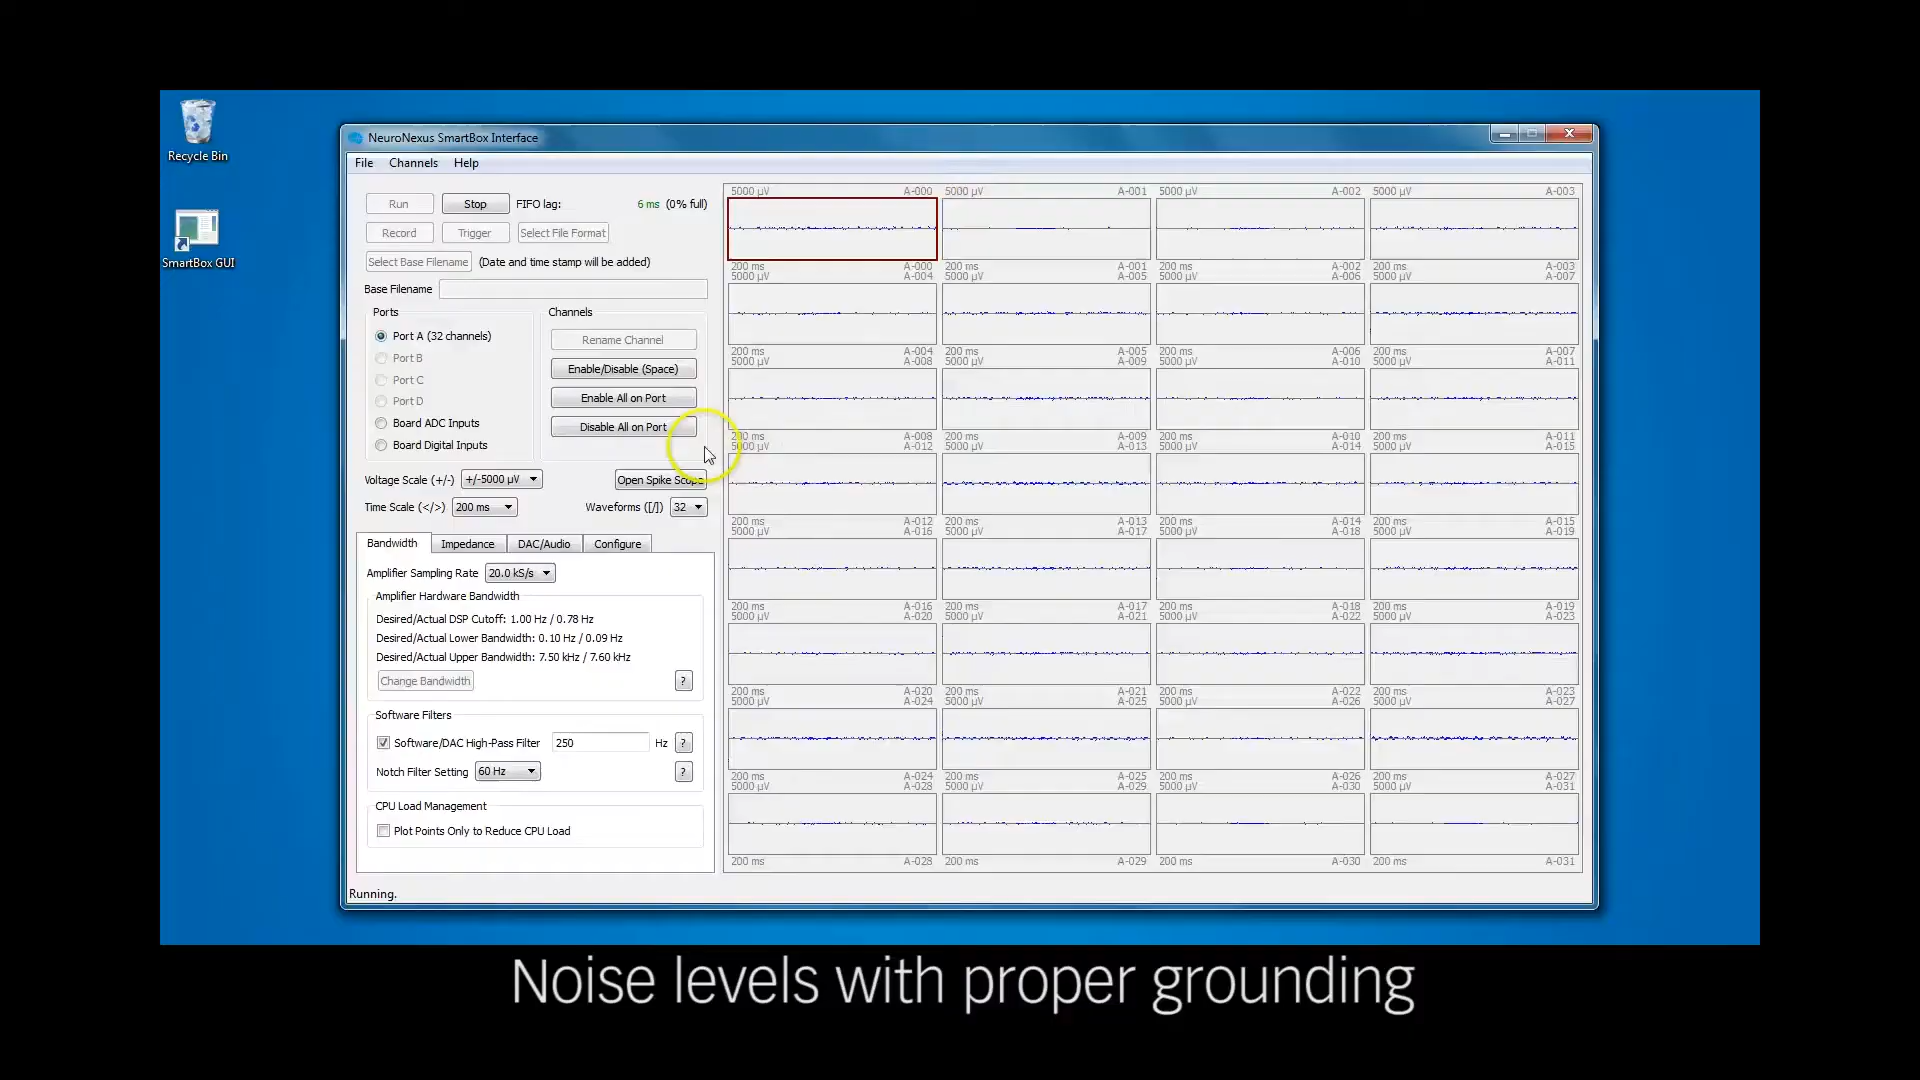 Recycle Bin
SmartBox GUI
NeuroNexus SmartBox Interface
File Channels Help
Run Stop FIFO lag: 6 ms (0% full)
Record Trigger Select File Format
Select Base Filename (Date and time stamp will be added)
Base Filename
Ports
Port A (32 channels)
Port B
Port C
Port D
Board ADC Inputs
Board Digital Inputs
Channels
Rename Channel
Enable/Disable (Space)
Enable All on Port
Disable All on Port
Voltage Scale (+/-) +/-5000 µV Open Spike Scope
Time Scale (</>) 200 ms Waveforms ([/]) 32
Bandwidth Impedance DAC/Audio Configure
Amplifier Sampling Rate 20.0 kS/s
Amplifier Hardware Bandwidth
Desired/Actual DSP Cutoff: 1.00 Hz / 0.78 Hz
Desired/Actual Lower Bandwidth: 0.10 Hz / 0.09 Hz
Desired/Actual Upper Bandwidth: 7.50 kHz / 7.60 kHz
Change Bandwidth ?
Software Filters
Software/DAC High-Pass Filter 250 Hz ?
Notch Filter Setting 60 Hz ?
CPU Load Management
Plot Points Only to Reduce CPU Load
Running.
5000 µV A-000 5000 µV A-001 5000 µV A-002 5000 µV A-003
200 ms A-000 200 ms A-001 200 ms A-002 200 ms A-003
5000 µV A-004 5000 µV A-005 5000 µV A-006 5000 µV A-007
200 ms A-004 200 ms A-005 200 ms A-006 200 ms A-007
5000 µV A-008 5000 µV A-009 5000 µV A-010 5000 µV A-011
200 ms A-008 200 ms A-009 200 ms A-010 200 ms A-011
5000 µV A-012 5000 µV A-013 5000 µV A-014 5000 µV A-015
200 ms A-012 200 ms A-013 200 ms A-014 200 ms A-015
5000 µV A-016 5000 µV A-017 5000 µV A-018 5000 µV A-019
200 ms A-016 200 ms A-017 200 ms A-018 200 ms A-019
5000 µV A-020 5000 µV A-021 5000 µV A-022 5000 µV A-023
200 ms A-020 200 ms A-021 200 ms A-022 200 ms A-023
5000 µV A-024 5000 µV A-025 5000 µV A-026 5000 µV A-027
200 ms A-024 200 ms A-025 200 ms A-026 200 ms A-027
5000 µV A-028 5000 µV A-029 5000 µV A-030 5000 µV A-031
200 ms A-028 200 ms A-029 200 ms A-030 200 ms A-031
Noise levels with proper grounding